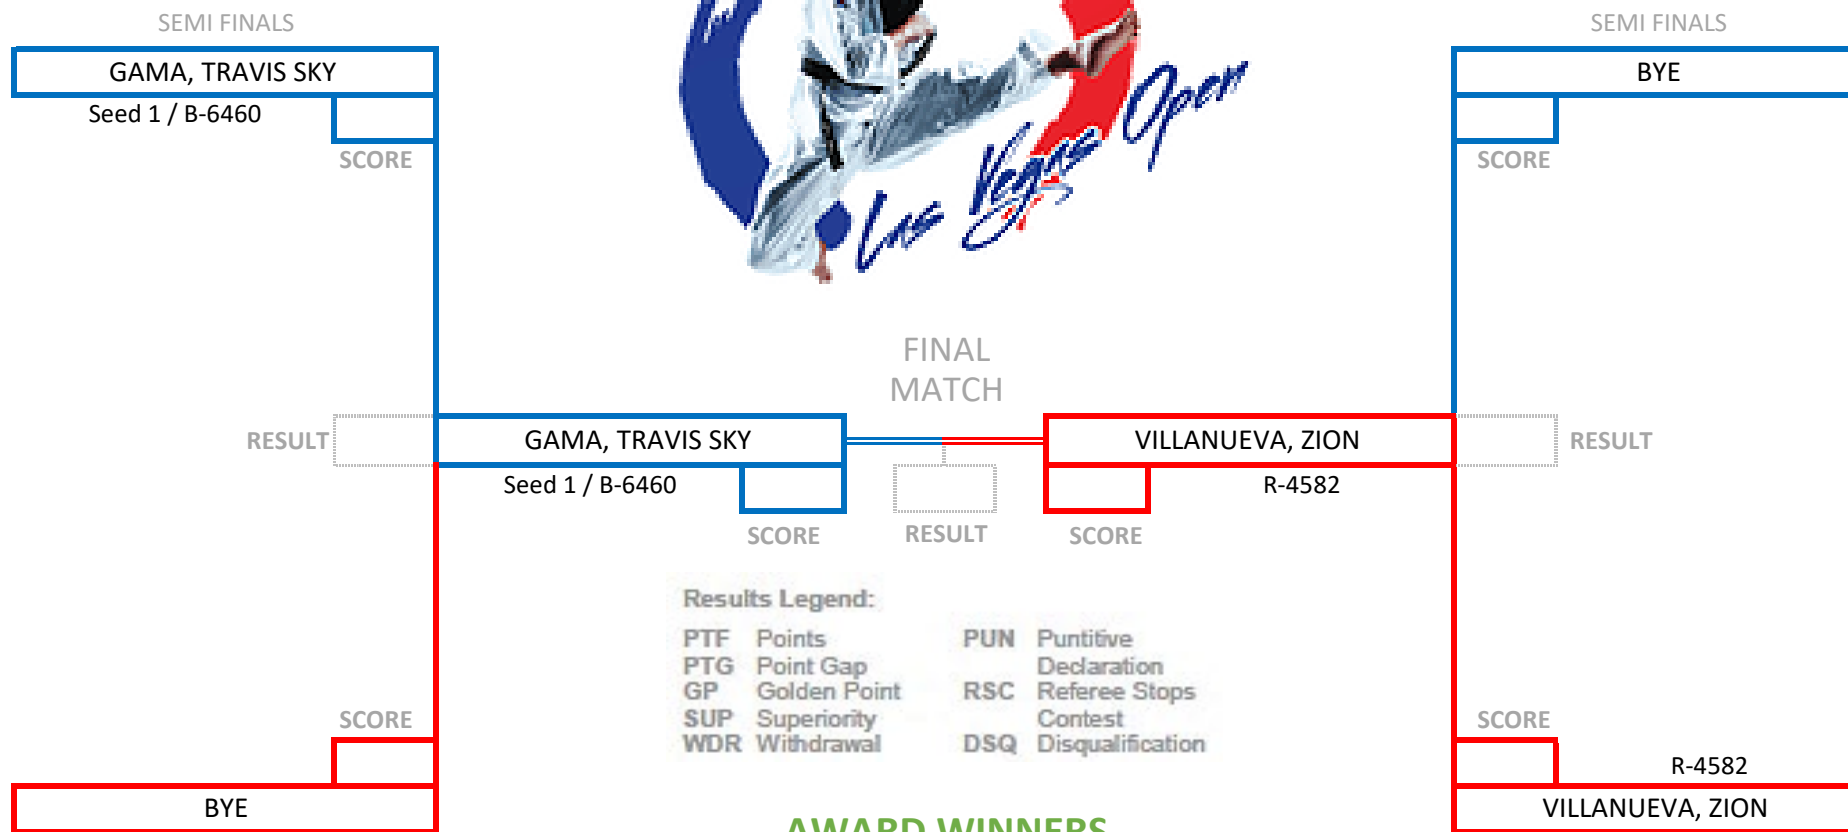 SEMI FINALS
SEMI FINALS
GAMA, TRAVIS SKY
BYE
Seed 1 / B-6460
SCORE
SCORE
Las Vegas Open
FINAL
MATCH
RESULT
GAMA, TRAVIS SKY
VILLANUEVA, ZION
RESULT
Seed 1 / B-6460
R-4582
SCORE
RESULT
SCORE
Results Legend:
PTF Points
PTG Point Gap
GP Golden Point
SUP Superiority
WDR Withdrawal
PUN Puntitive
Declaration
RSC Referee Stops
Contest
DSQ Disqualification
SCORE
SCORE
R-4582
BYE
VILLANUEVA, ZION
AWARD WINNERS